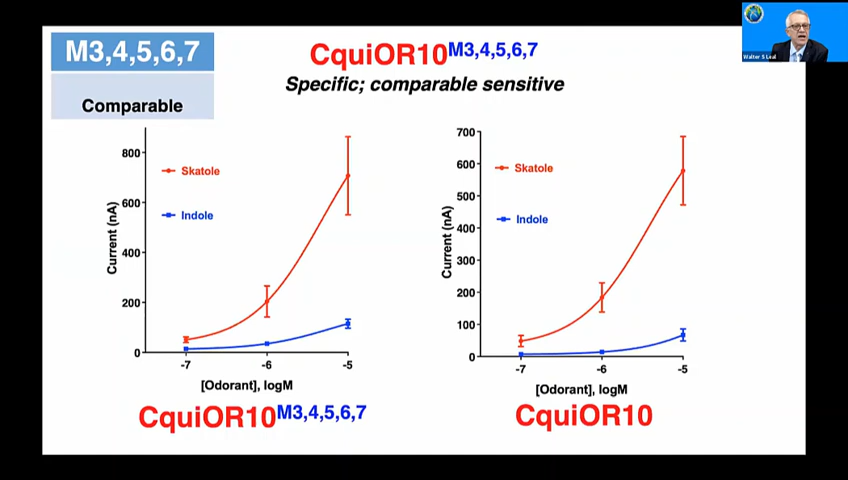 M3,4,5,6,7
Comparable
CquiOR10M3,4,5,6,7
Specific; comparable sensitive
Walter S Leal
Current (nA)
800
600
400
200
0
Skatole
Indole
-7
-6
-5
[Odorant], logM
CquiOR10M3,4,5,6,7
Current (nA)
700
600
500
400
300
200
100
0
Skatole
Indole
-7
-6
-5
[Odorant], logM
CquiOR10